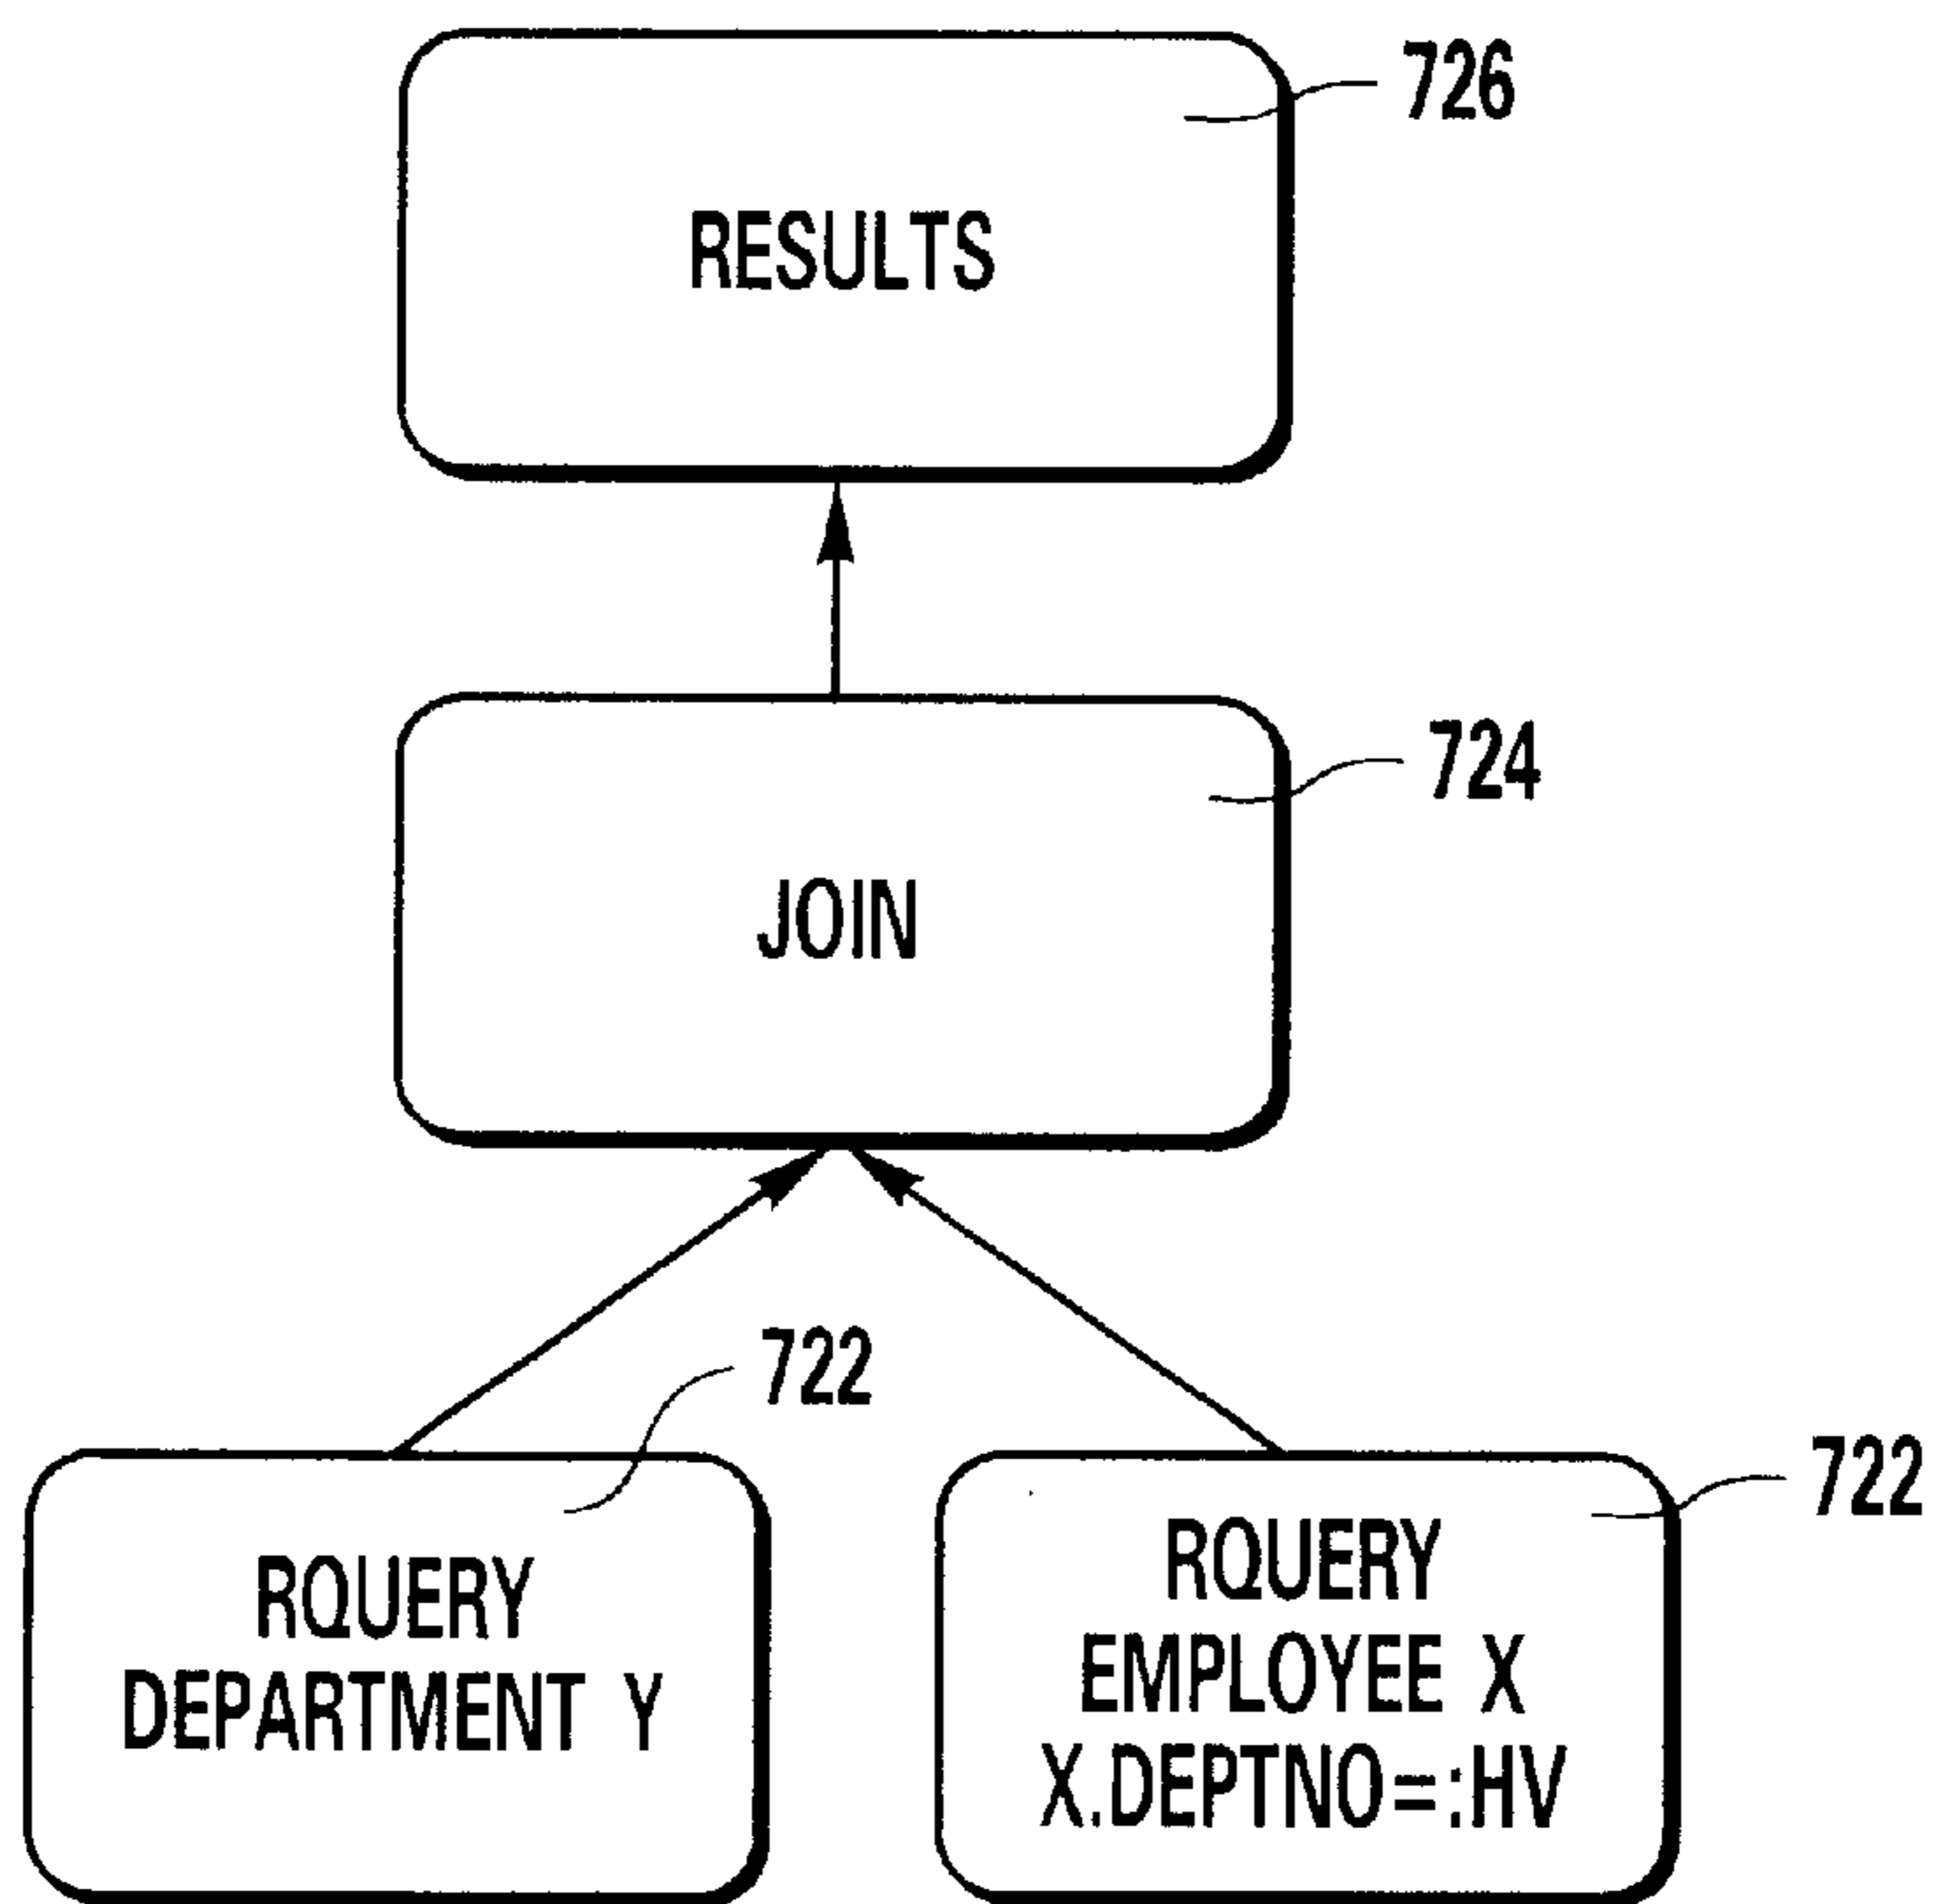 726
RESULTS
724
JOIN
722
722
RQUERY
DEPARTMENT Y
RQUERY
EMPLOYEE X
X.DEPTNO=:HV